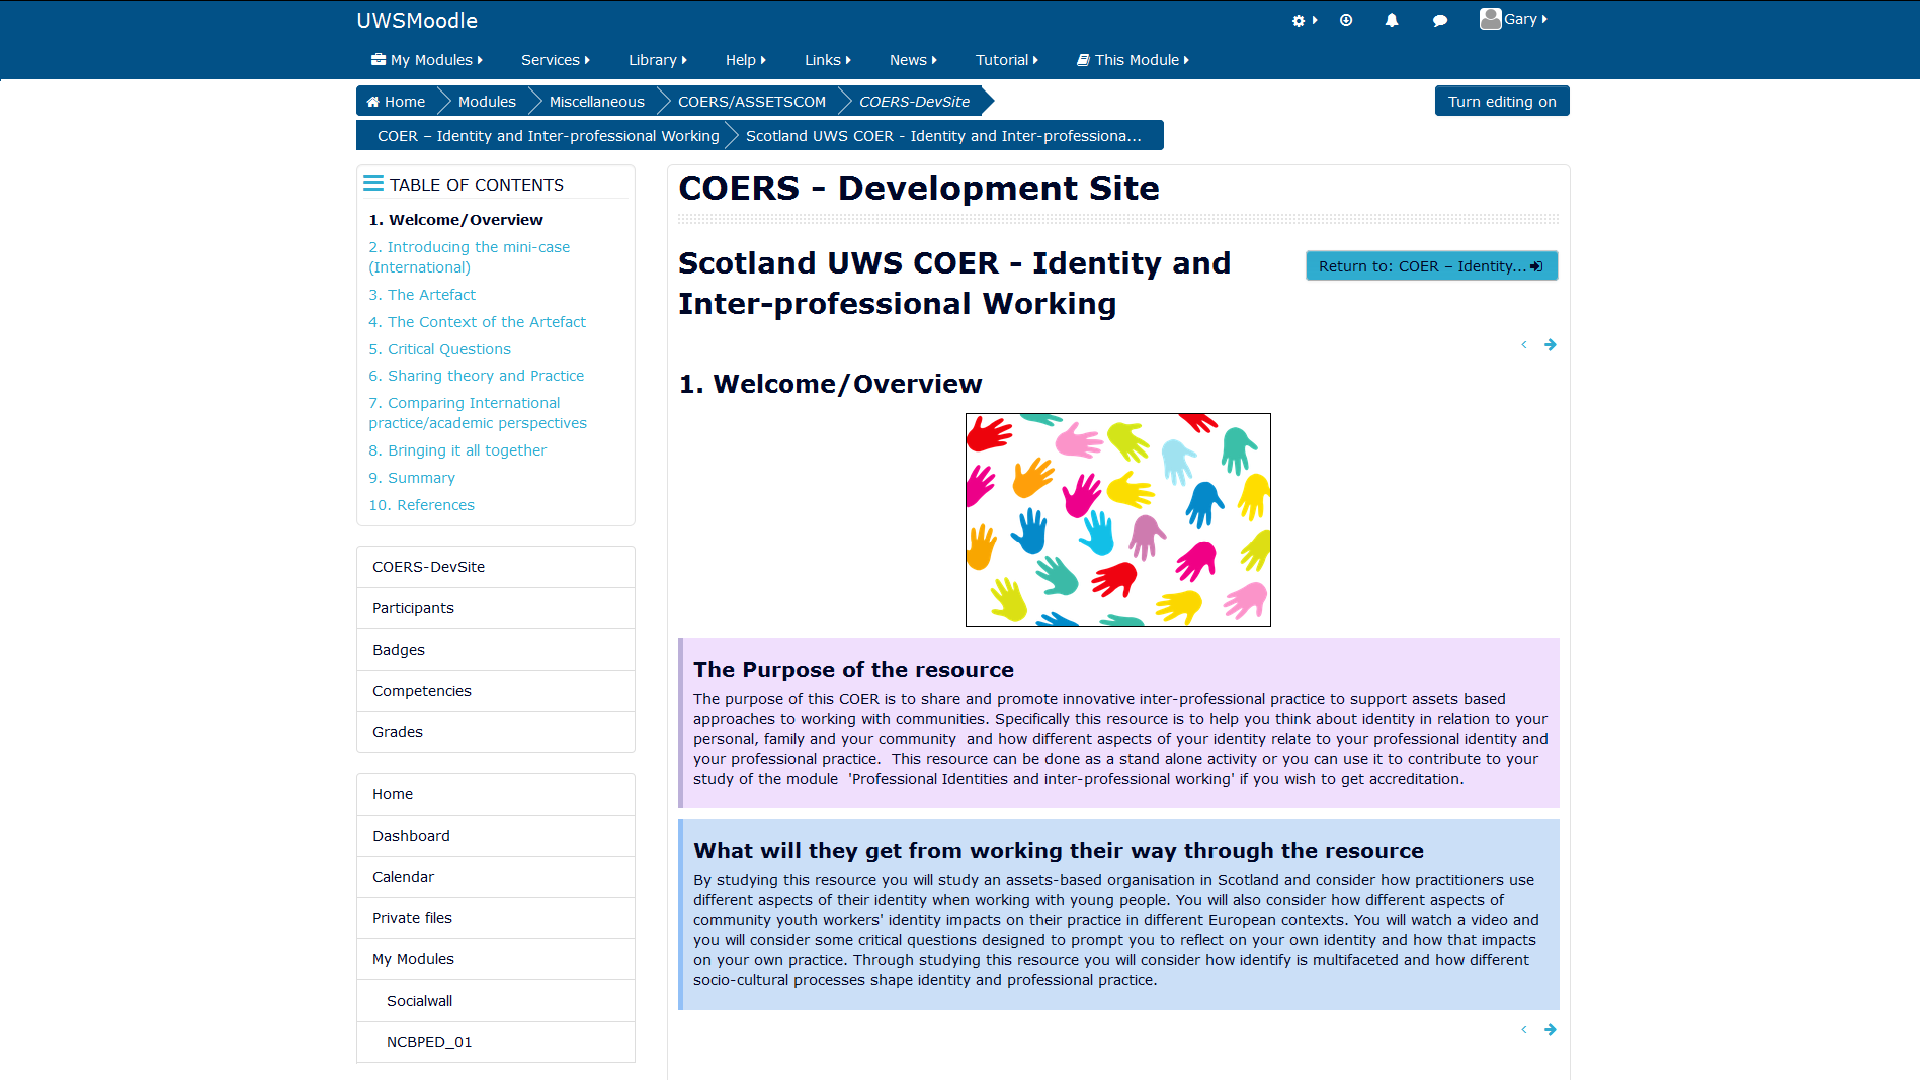 UWSMoodle
Gary
My Modules
Services
Library
Help
Links
News
Tutorial
This Module
Home
Modules
Miscellaneous
COERS/ASSETSCOM
COERS-DevSite
Turn editing on
COER – Identity and Inter-professional Working
Scotland UWS COER - Identity and Inter-professiona...
TABLE OF CONTENTS
1. Welcome/Overview
2. Introducing the mini-case
(International)
3. The Artefact
4. The Context of the Artefact
5. Critical Questions
6. Sharing theory and Practice
7. Comparing International
practice/academic perspectives
8. Bringing it all together
9. Summary
10. References
COERS-DevSite
Participants
Badges
Competencies
Grades
Home
Dashboard
Calendar
Private files
My Modules
Socialwall
NCBPED_01
COERS - Development Site
Scotland UWS COER - Identity and
Inter-professional Working
Return to: COER – Identity...
1. Welcome/Overview
The Purpose of the resource
The purpose of this COER is to share and promote innovative inter-professional practice to support assets based
approaches to working with communities. Specifically this resource is to help you think about identity in relation to your
personal, family and your community  and how different aspects of your identity relate to your professional identity and
your professional practice.  This resource can be done as a stand alone activity or you can use it to contribute to your
study of the module  'Professional Identities and inter-professional working' if you wish to get accreditation.
What will they get from working their way through the resource
By studying this resource you will study an assets-based organisation in Scotland and consider how practitioners use
different aspects of their identity when working with young people. You will also consider how different aspects of
community youth workers' identity impacts on their practice in different European contexts. You will watch a video and
you will consider some critical questions designed to prompt you to reflect on your own identity and how that impacts
on your own practice. Through studying this resource you will consider how identify is multifaceted and how different
socio-cultural processes shape identity and professional practice.